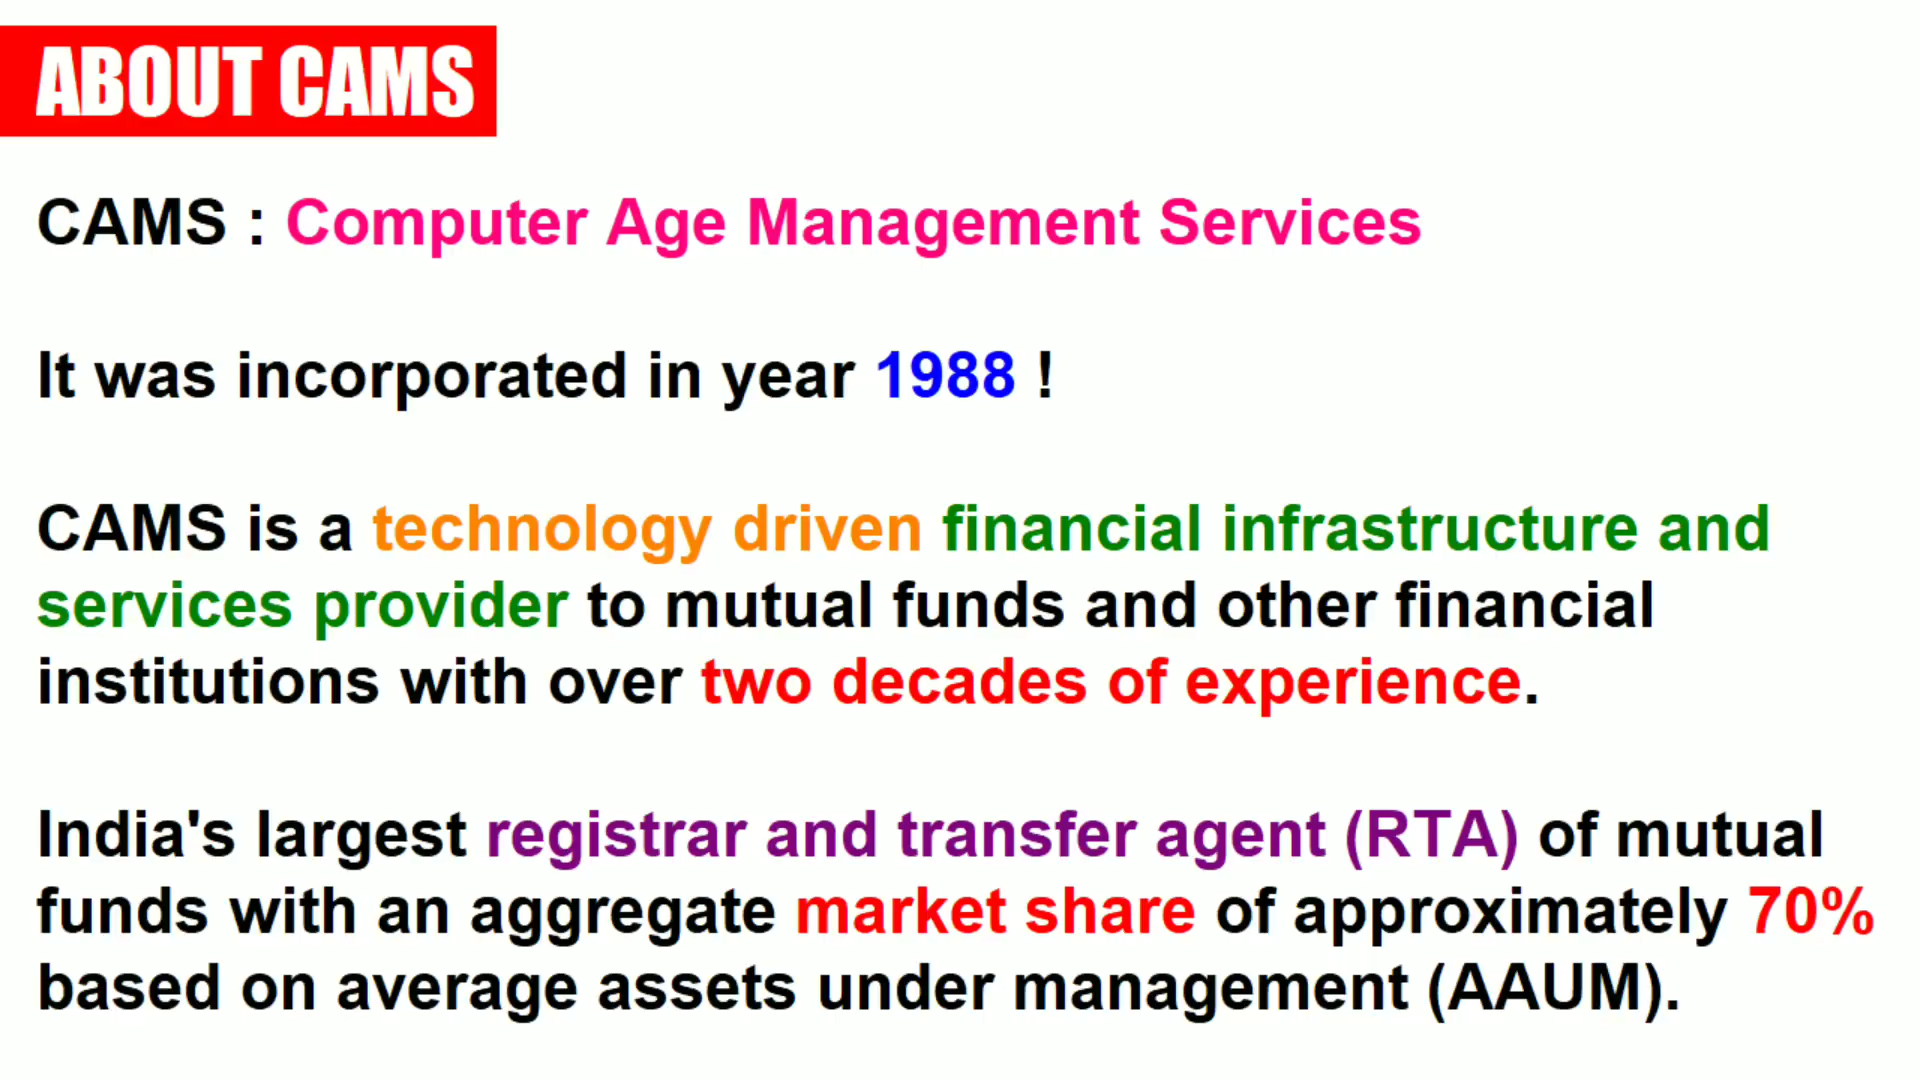 ABOUT CAMS
CAMS : Computer Age Management Services
It was incorporated in year 1988 !
CAMS is a technology driven financial infrastructure and
services provider to mutual funds and other financial
institutions with over two decades of experience.
India's largest registrar and transfer agent (RTA) of mutual
funds with an aggregate market share of approximately 70%
based on average assets under management (AAUM).